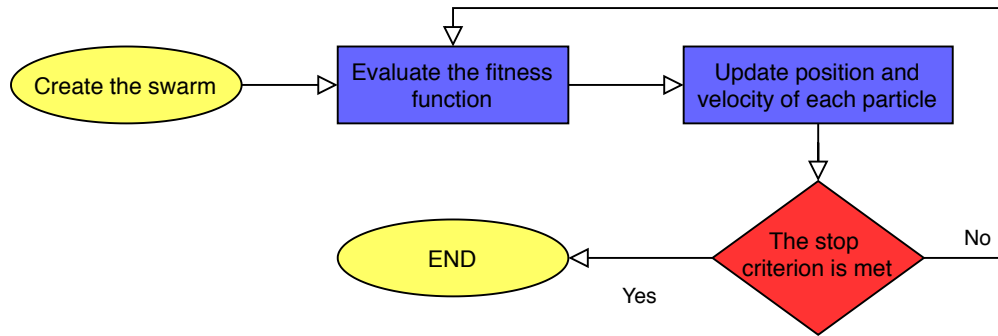 Create the swarm
Evaluate the fitness
function
Update position and
velocity of each particle
The stop
criterion is met
No
Yes
END